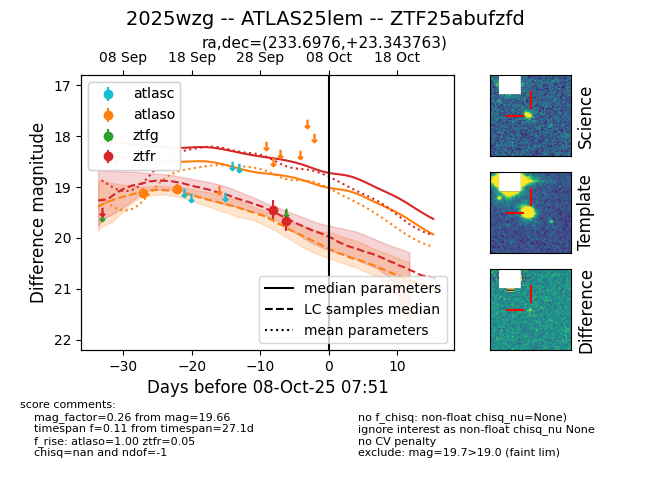 2025wzg -- ATLAS25lem -- ZTF25abufzfd
ra,dec=(233.6976,+23.343763)
08 Sep 18 Sep 28 Sep 08 Oct 18 Oct
17
18
19
20
21
22
Difference magnitude
atlasc
atlaso
ztfg
ztfr
median parameters
LC samples median
mean parameters
−30 −20 −10 0 10
Days before 08-Oct-25 07:51
Science
Template
Difference
score comments:
mag_factor=0.26 from mag=19.66
timespan f=0.11 from timespan=27.1d
f_rise: atlaso=1.00 ztfr=0.05
chisq=nan and ndof=-1
no f_chisq: non-float chisq_nu=None)
ignore interest as non-float chisq_nu None
no CV penalty
exclude: mag=19.7>19.0 (faint lim)